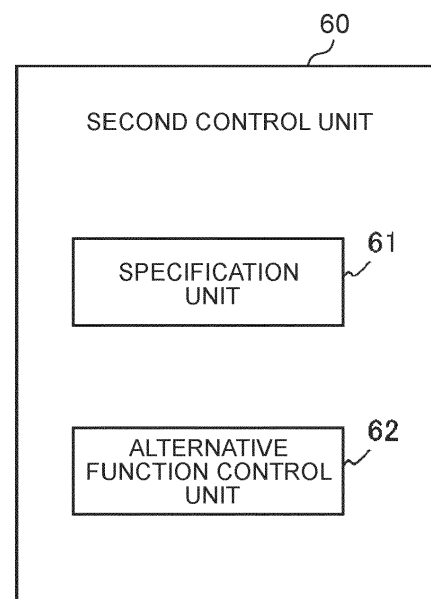 60
SECOND CONTROL UNIT
61
SPECIFICATION
UNIT
62
ALTERNATIVE
FUNCTION CONTROL
UNIT